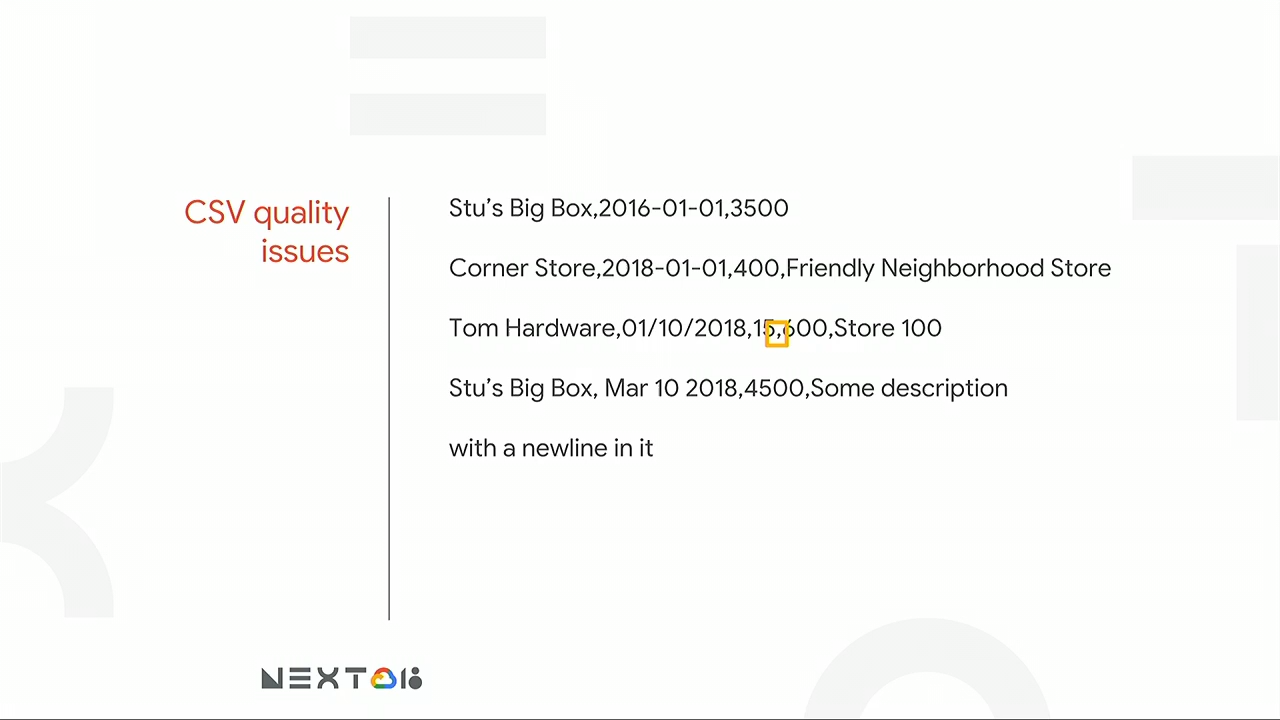 CSV quality
issues
Stu’s Big Box,2016-01-01,3500
Corner Store,2018-01-01,400,Friendly Neighborhood Store
Tom Hardware,01/10/2018,15,600,Store 100
Stu’s Big Box, Mar 10 2018,4500,Some description
with a newline in it
NEXT 18